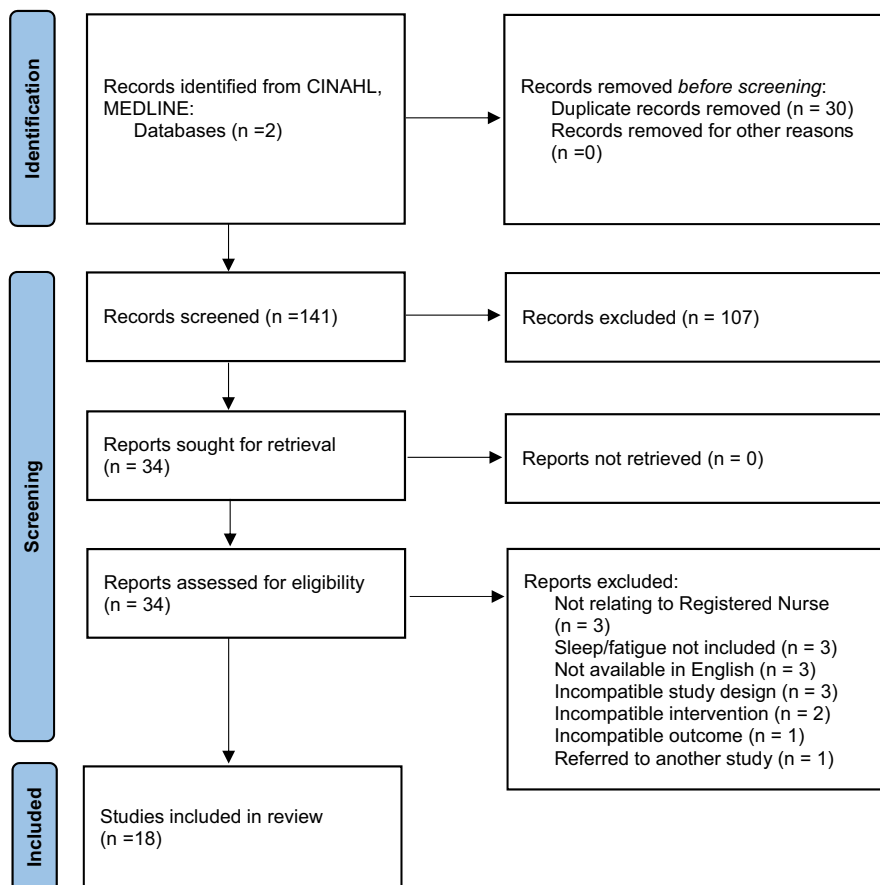 Identification
Records identified from CINAHL,
MEDLINE:
Databases (n =2)
Records removed before screening:
Duplicate records removed (n = 30)
Records removed for other reasons
(n =0)
Screening
Records screened (n =141)
Records excluded (n = 107)
Reports sought for retrieval
(n = 34)
Reports not retrieved (n = 0)
Reports assessed for eligibility
(n = 34)
Reports excluded:
Not relating to Registered Nurse
(n = 3)
Sleep/fatigue not included (n = 3)
Not available in English (n = 3)
Incompatible study design (n = 3)
Incompatible intervention (n = 2)
Incompatible outcome (n = 1)
Referred to another study (n = 1)
Included
Studies included in review
(n =18)